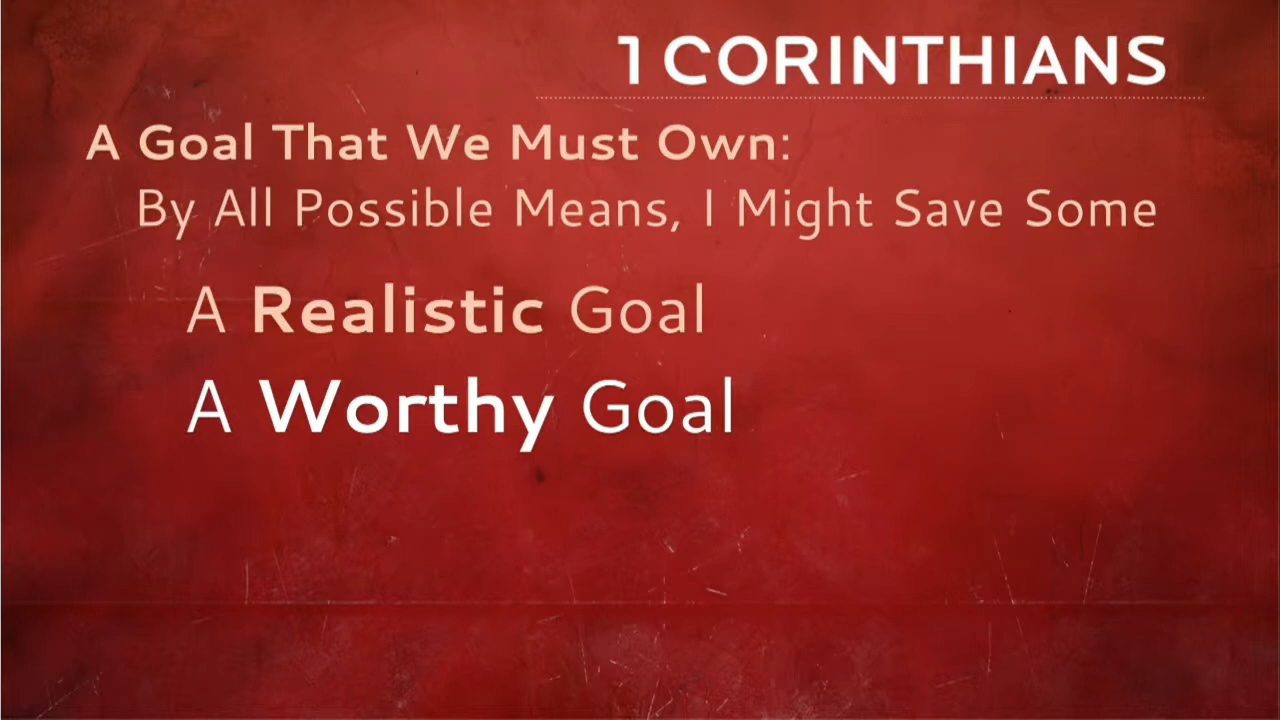 1 CORINTHIANS
A Goal That We Must Own:
By All Possible Means, I Might Save Some
A Realistic Goal
A Worthy Goal